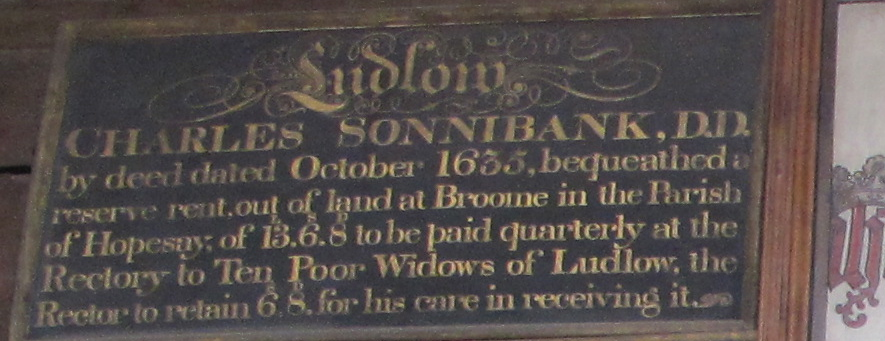 Ludlow
CHARLES SONNIBANK, D.D.
by deed dated October 1635, bequeathed a
reserve rent, out of land at Broome in the Parish
of Hopesay; of £13.6.8 to be paid quarterly at the
Rectory to Ten Poor Widows of Ludlow, the
Rector to retain 6.8. for his care in receiving it.